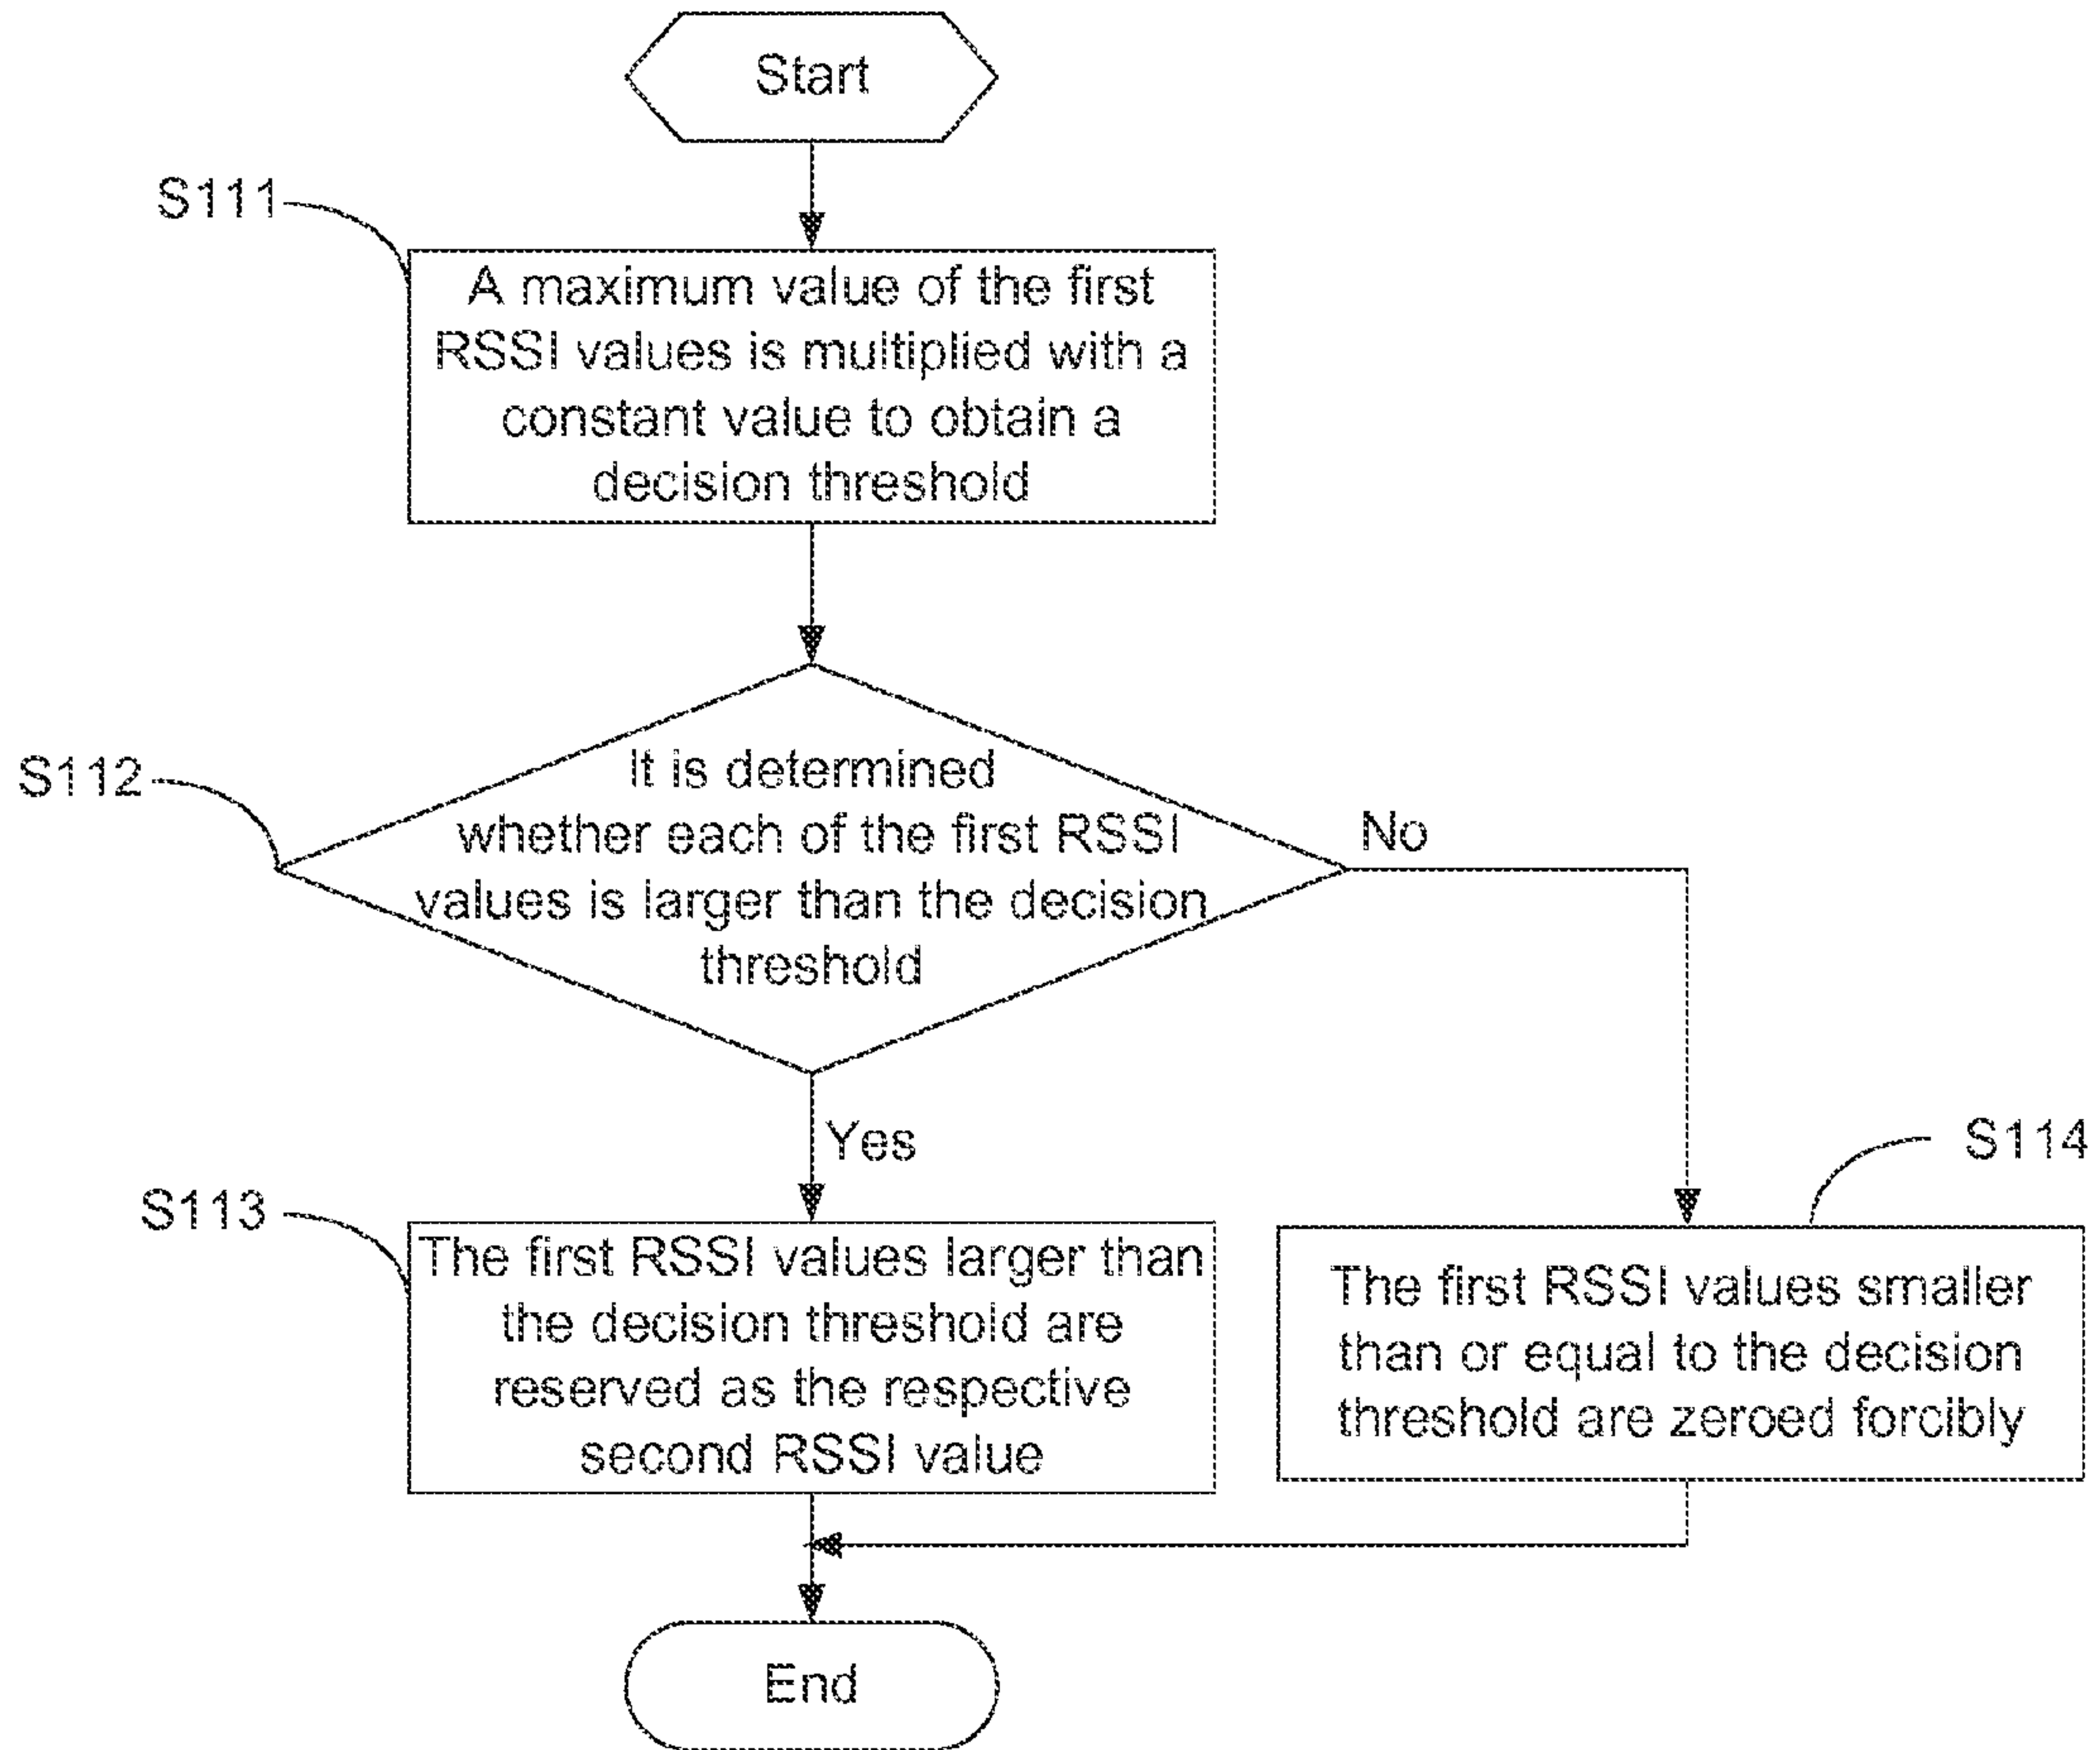 Start
S111
A maximum value of the first
RSSI values is multiplied with a
constant value to obtain a
decision threshold
S112
It is determined
whether each of the first RSSI
values is larger than the decision
threshold
No
Yes
S113
The first RSSI values larger than
the decision threshold are
reserved as the respective
second RSSI value
S114
The first RSSI values smaller
than or equal to the decision
threshold are zeroed forcibly
End